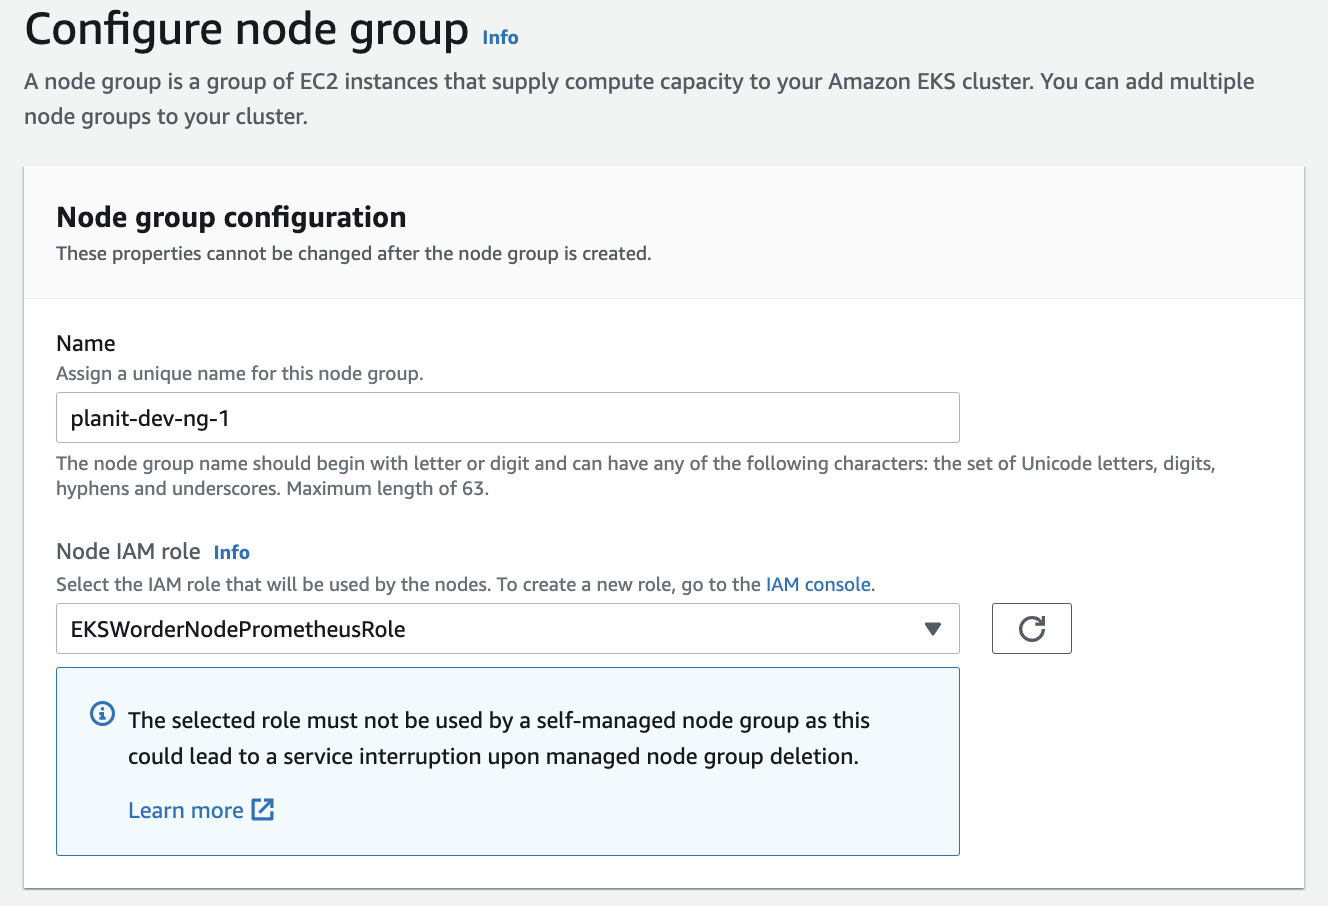 Configure node group Info
A node group is a group of EC2 instances that supply compute capacity to your Amazon EKS cluster. You can add multiple
node groups to your cluster.
Node group configuration
These properties cannot be changed after the node group is created.
Name
Assign a unique name for this node group.
planit-dev-ng-1
The node group name should begin with letter or digit and can have any of the following characters: the set of Unicode letters, digits,
hyphens and underscores. Maximum length of 63.
Node IAM role Info
Select the IAM role that will be used by the nodes. To create a new role, go to the IAM console.
EKSWorderNodePrometheusRole
The selected role must not be used by a self-managed node group as this
could lead to a service interruption upon managed node group deletion.
Learn more